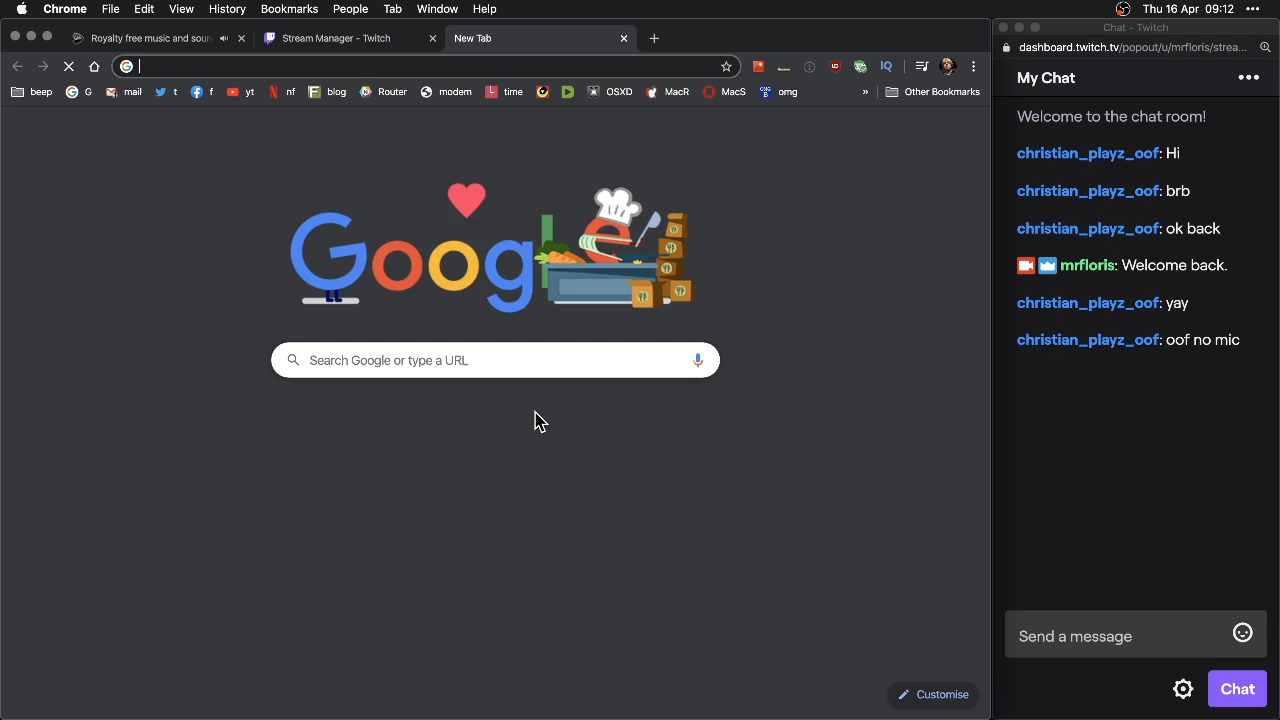 Chrome File Edit View History Bookmarks People Tab Window Help
Thu 16 Apr 09:12
Royalty free music and soun
Stream Manager - Twitch
New Tab
beep G mail t f yt nf blog Router modem time OSXD MacR MacS omg » Other Bookmarks
IQ
Google
Search Google or type a URL
Customise
Chat - Twitch
dashboard.twitch.tv/popout/u/mrfloris/strea...
My Chat
Welcome to the chat room!
christian_playz_oof: Hi
christian_playz_oof: brb
christian_playz_oof: ok back
mrfloris: Welcome back.
christian_playz_oof: yay
christian_playz_oof: oof no mic
Send a message
Chat